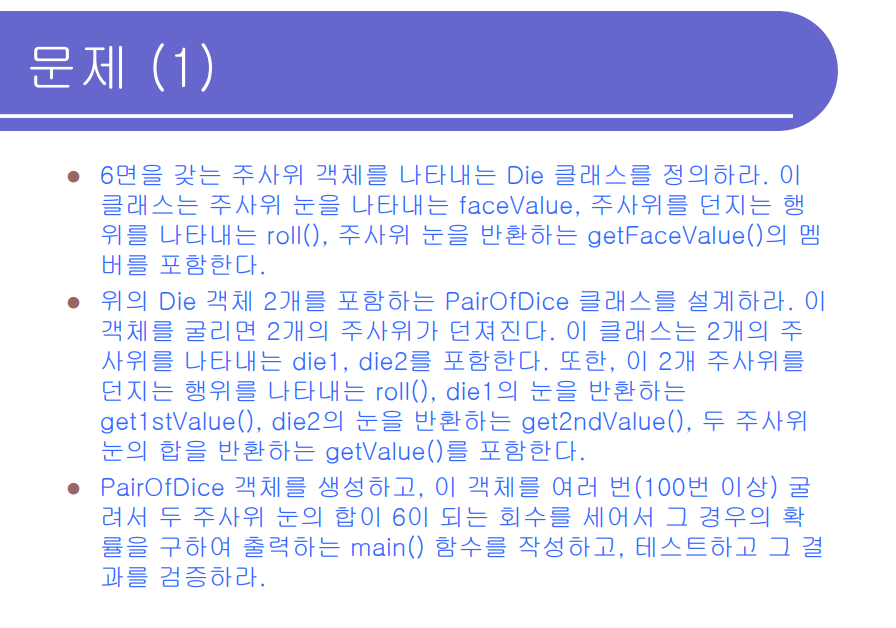 문제 (1)
6면을 갖는 주사위 객체를 나타내는 Die 클래스를 정의하라. 이
클래스는 주사위 눈을 나타내는 faceValue, 주사위를 던지는 행
위를 나타내는 roll(), 주사위 눈을 반환하는 getFaceValue()의 멤
버를 포함한다.
위의 Die 객체 2개를 포함하는 PairOfDice 클래스를 설계하라. 이
객체를 굴리면 2개의 주사위가 던져진다. 이 클래스는 2개의 주
사위를 나타내는 die1, die2를 포함한다. 또한, 이 2개 주사위를
던지는 행위를 나타내는 roll(), die1의 눈을 반환하는
get1stValue(), die2의 눈을 반환하는 get2ndValue(), 두 주사위
눈의 합을 반환하는 getValue()를 포함한다.
PairOfDice 객체를 생성하고, 이 객체를 여러 번(100번 이상) 굴
려서 두 주사위 눈의 합이 6이 되는 회수를 세어서 그 경우의 확
률을 구하여 출력하는 main() 함수를 작성하고, 테스트하고 그 결
과를 검증하라.